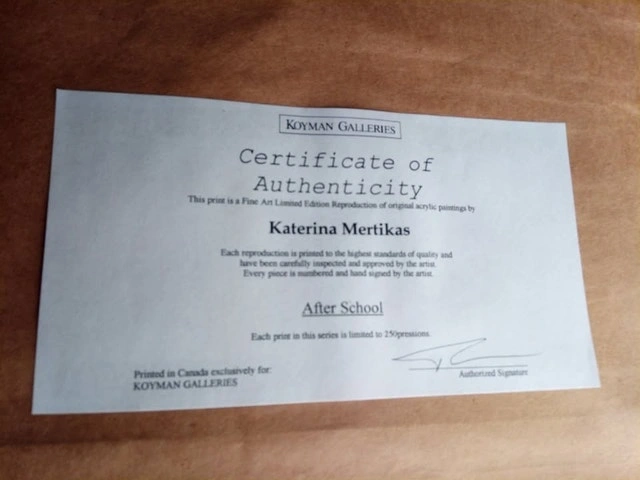 KOYMAN GALLERIES
Certificate of
Authenticity
This print is a Fine Art Limited Edition Reproduction of original acrylic paintings by
Katerina Mertikas
Each reproduction is printed to the highest standards of quality and
have been carefully inspected and approved by the artist.
Every piece is numbered and hand signed by the artist.
After School
Each print in this series is limited to 250pressions.
Printed in Canada exclusively for:
KOYMAN GALLERIES
Authorized Signature